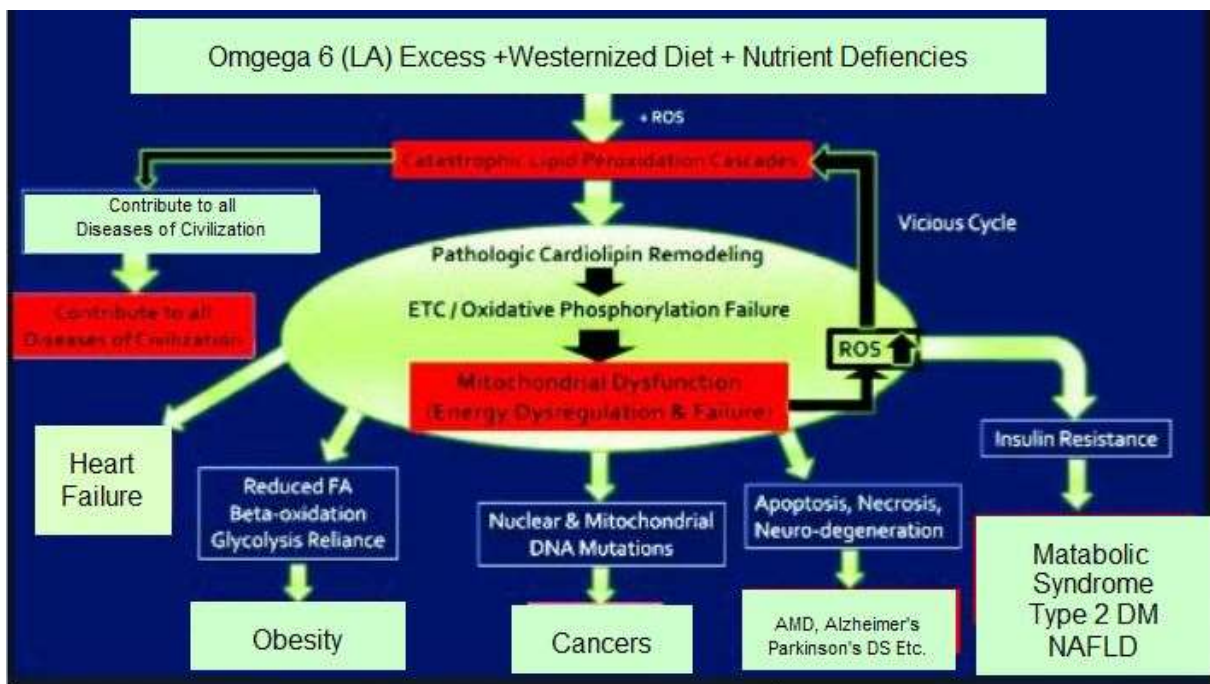 Omgega 6 (LA) Excess +Westernized Diet + Nutrient Defiencies
+ ROS
Catastrophic Lipid Peroxidation Cascades
Contribute to all
Diseases of Civilization
Vicious Cycle
Pathologic Cardiolipin Remodeling
Contribute to all
Diseases of Civilization
ETC / Oxidative Phosphorylation Failure
ROS
Mitochondrial Dysfunction
(Energy Dysregulation & Failure)
Insulin Resistance
Heart
Failure
Reduced FA
Beta-oxidation
Glycolysis Reliance
Nuclear & Mitochondrial
DNA Mutations
Apoptosis, Necrosis,
Neuro-degeneration
Obesity
Cancers
AMD, Alzheimer's
Parkinson's DS Etc.
Matabolic
Syndrome
Type 2 DM
NAFLD